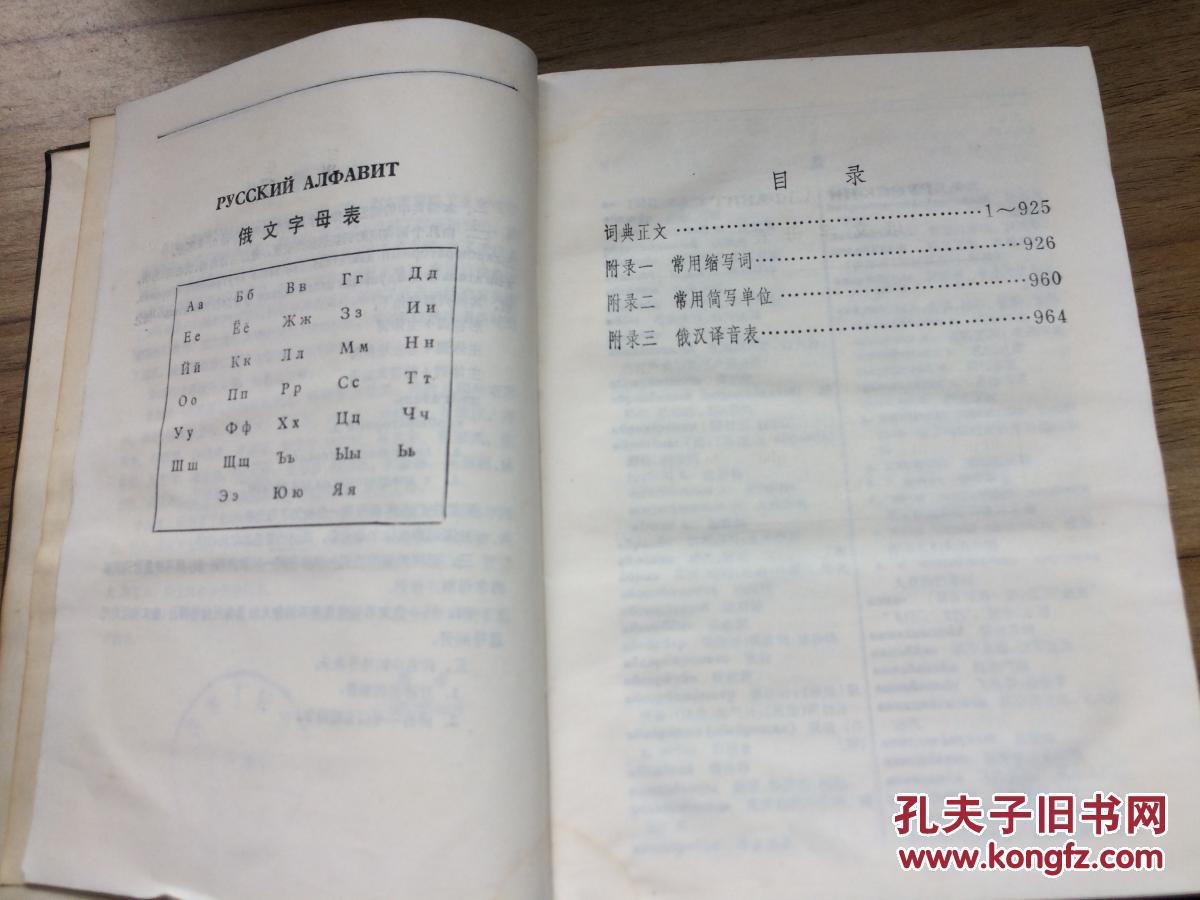 РУССКИЙ АЛФАВИТ
俄文字母表
Аа Бб Вв Гг Дд
Ее Ёё Жж Зз Ии
Йй Кк Лл Мм Нн
Оо Пп Рр Сс Тт
Уу Фф Хх Цц Чч
Шш Щщ Ъъ Ыы Ьь
Ээ Юю Яя
目 录
词典正文……………………………1～925
附录一 常用缩写词……………………………926
附录二 常用简写单位……………………………960
附录三 俄汉译音表……………………………964
孔夫子旧书网
www.kongfz.com